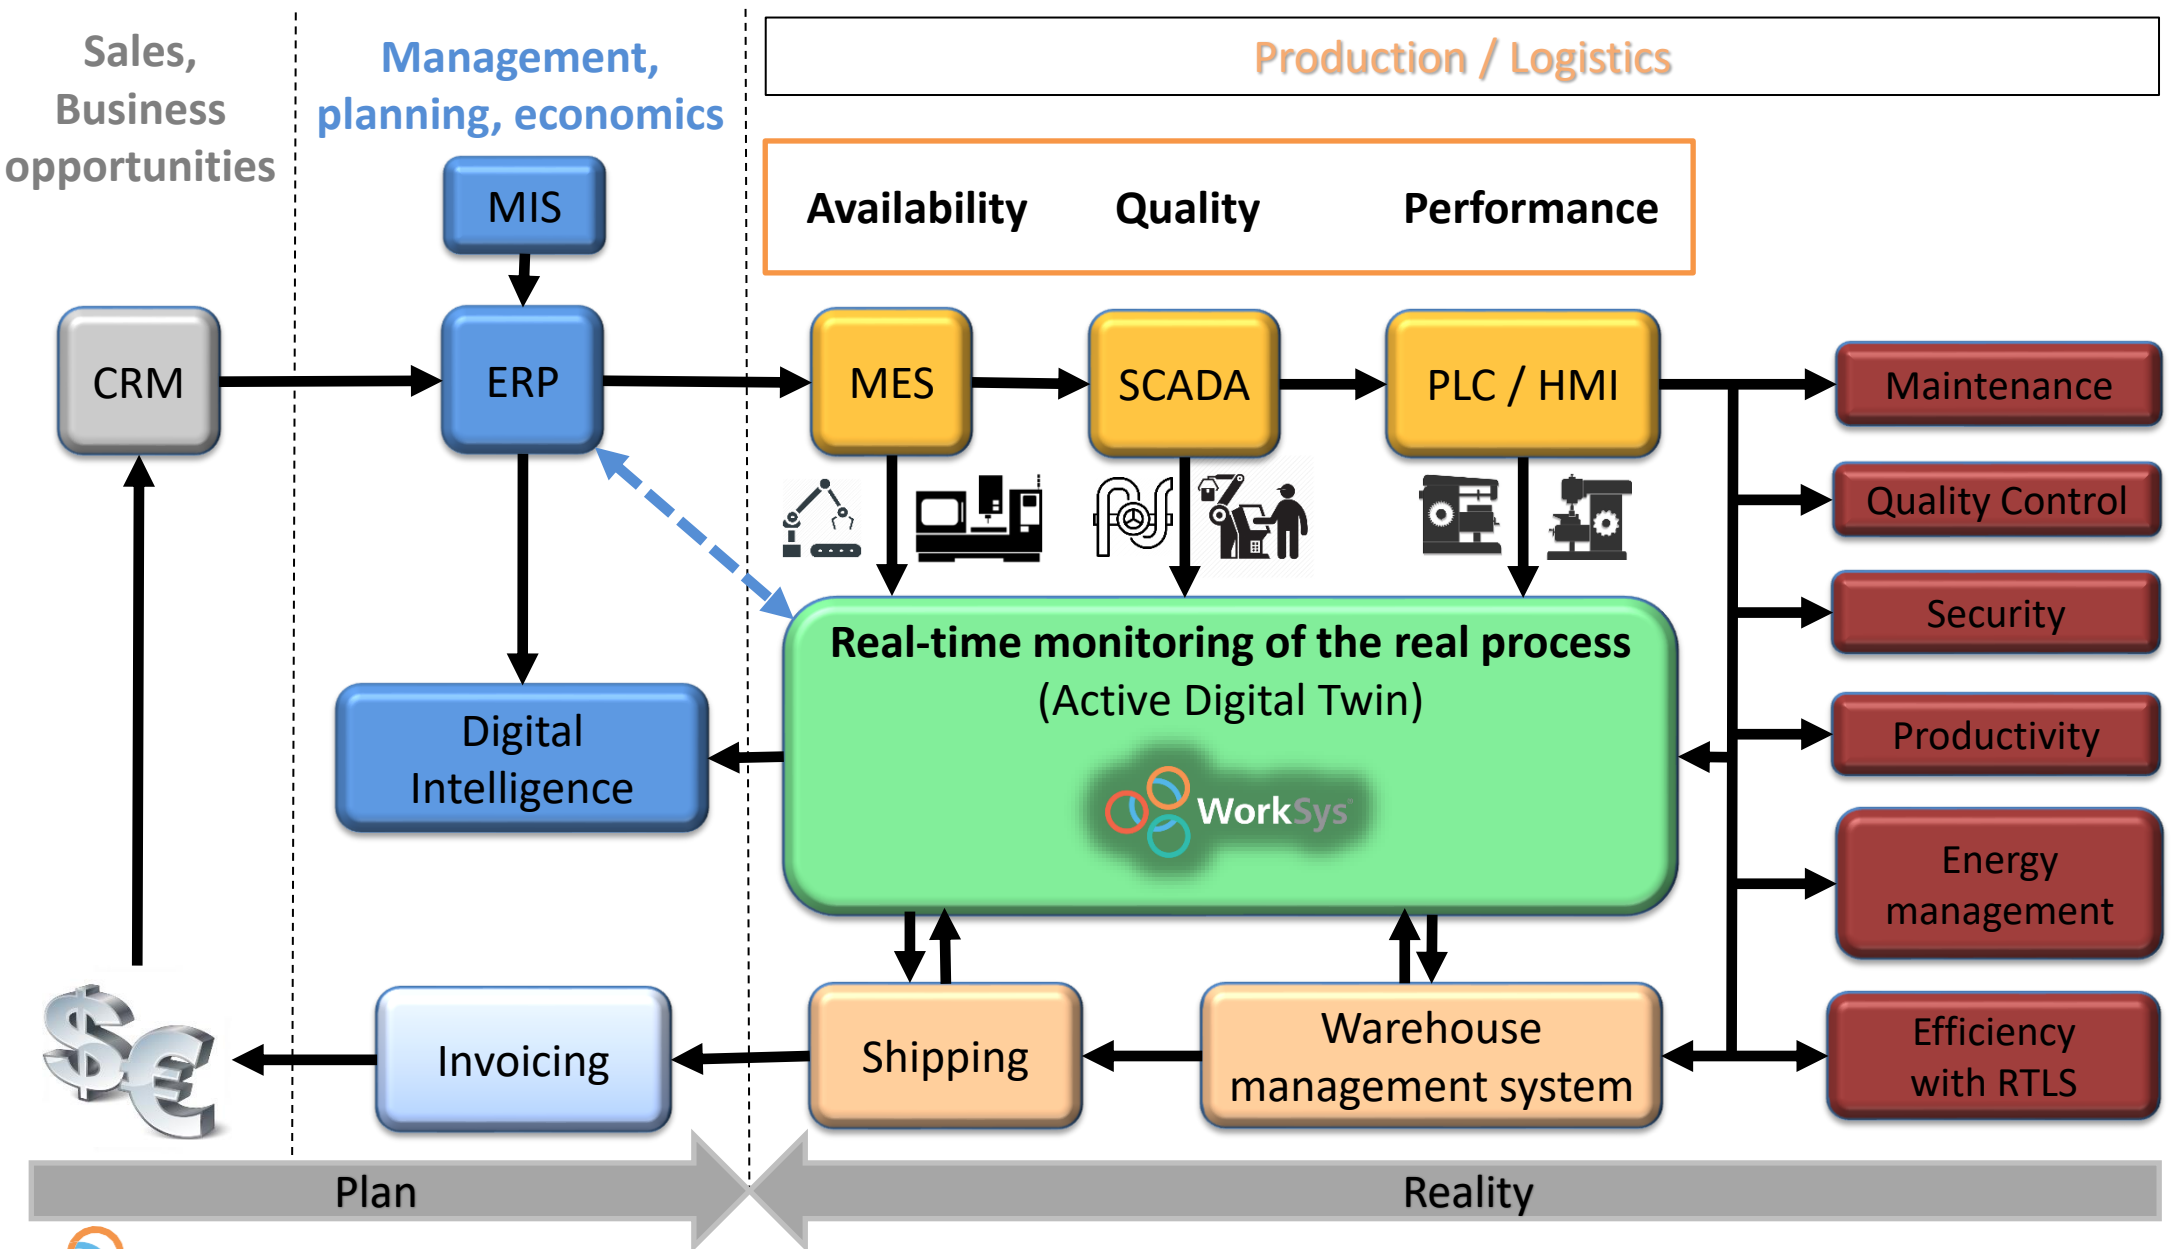 Sales,
Business
opportunities
Management,
planning, economics
Production / Logistics
Availability
Quality
Performance
MIS
CRM
ERP
MES
SCADA
PLC / HMI
Maintenance
Quality Control
Security
Productivity
Energy
management
Efficiency
with RTLS
Real-time monitoring of the real process
(Active Digital Twin)
WorkSys
Digital
Intelligence
Invoicing
Shipping
Warehouse
management system
Plan
Reality